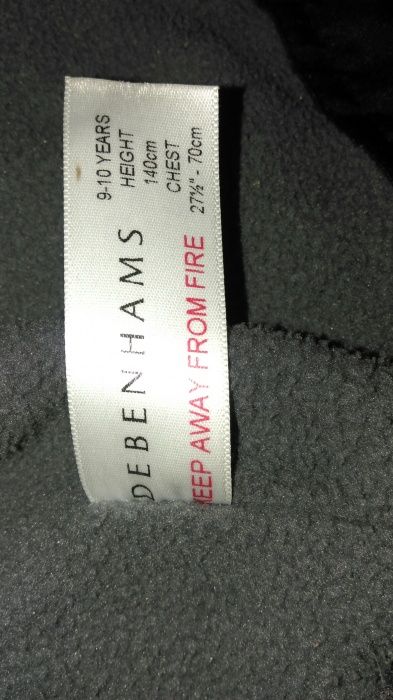 DEBENHAMS
9-10 YEARS
HEIGHT
140cm
CHEST
27½" - 70cm
KEEP AWAY FROM FIRE